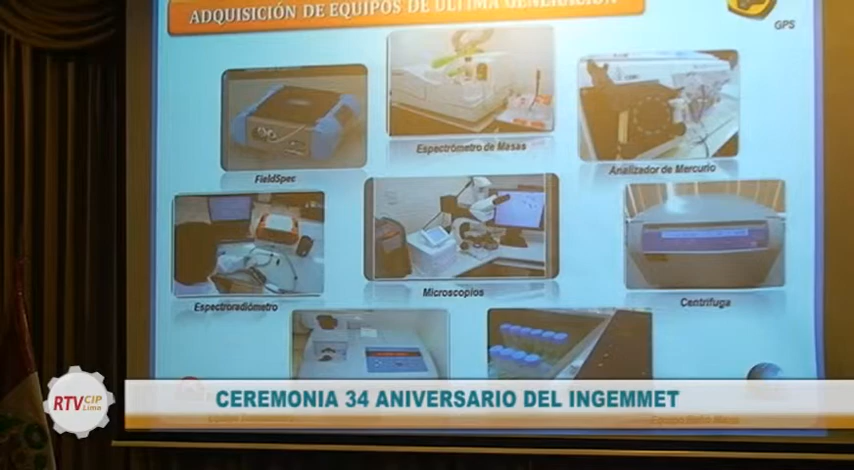 ADQUISICIÓN DE EQUIPOS DE ÚLTIMA GENERACIÓN
GPS
FieldSpec
Espectrómetro de Masas
Analizador de Mercurio
Espectroradiómetro
Microscopios
Centrifuga
RTV CIP Lima
CEREMONIA 34 ANIVERSARIO DEL INGEMMET